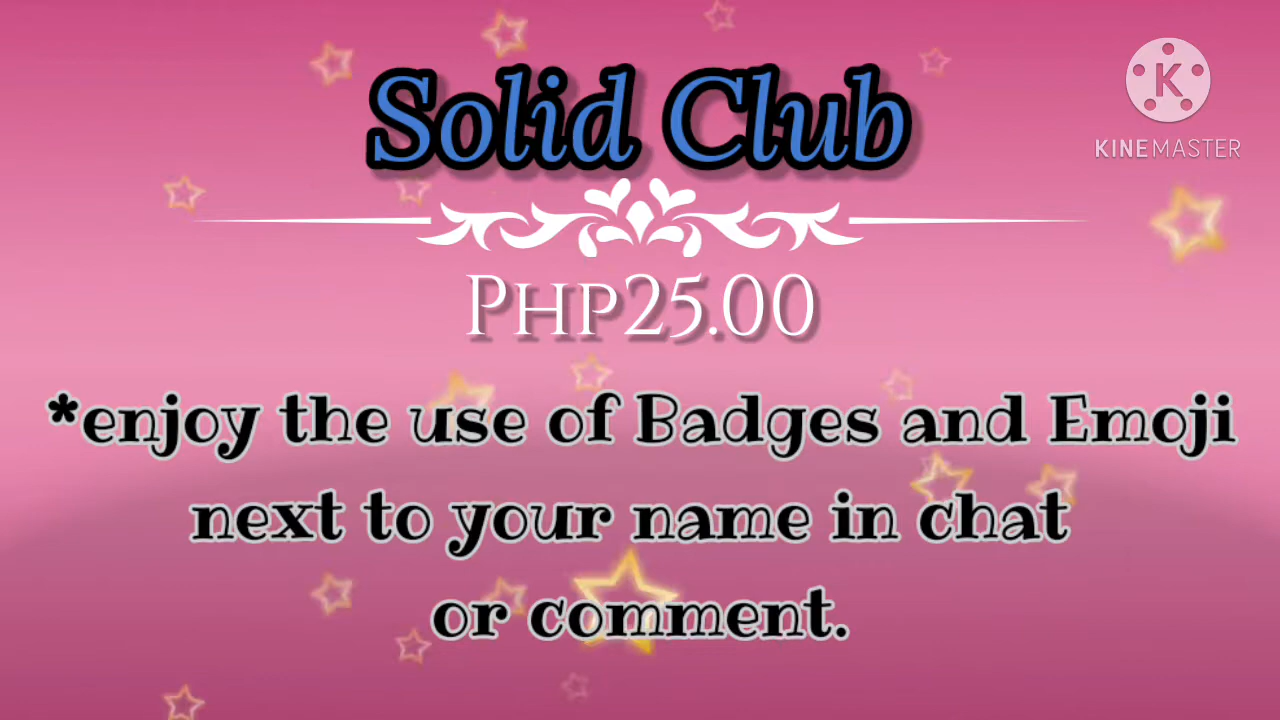 Solid Club
K
KINEMASTER
PHP25.00
*enjoy the use of Badges and Emoji
next to your name in chat
or comment.